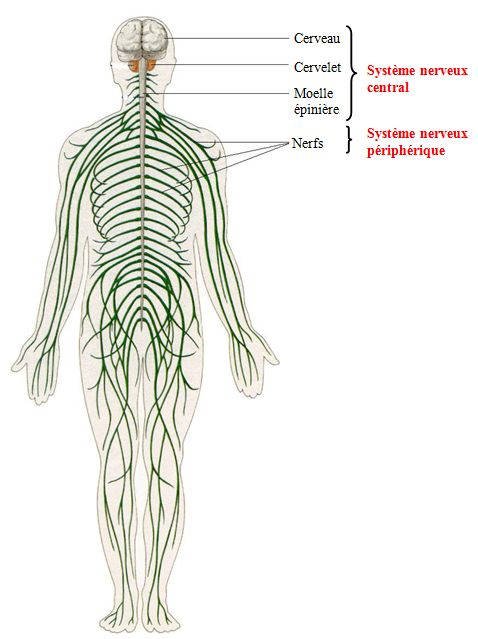 Cerveau
Cervelet
Moelle
épinière
Système nerveux
central
Nerfs
Système nerveux
périphérique